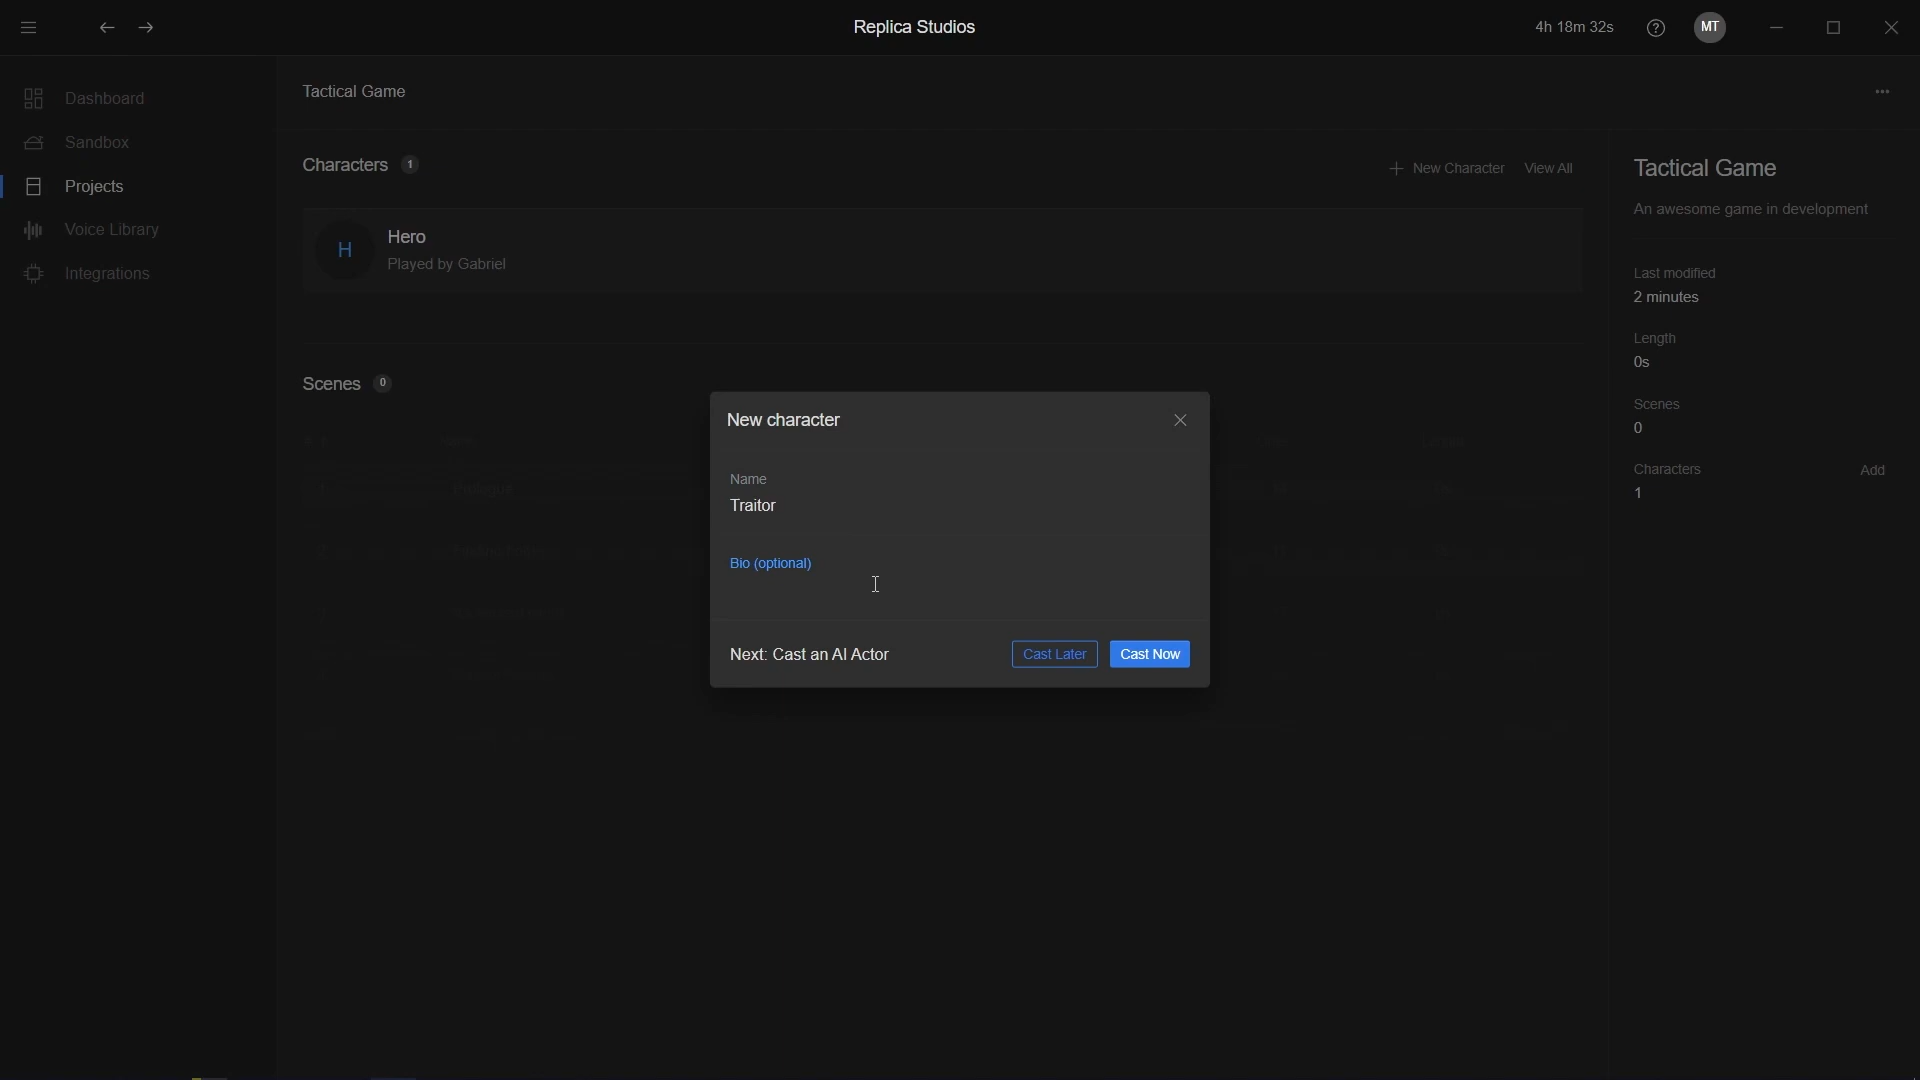 Replica Studios
4h 18m 32s
MT
Dashboard
Sandbox
Projects
Voice Library
Integrations
Tactical Game
Characters 1
+ New Character View All
H
Hero
Played by Gabriel
Scenes 0
Tactical Game
An awesome game in development
Last modified
2 minutes
Length
0s
Scenes
0
Characters Add
1
New character
Name
Traitor
Bio (optional)
Next: Cast an AI Actor
Cast Later
Cast Now